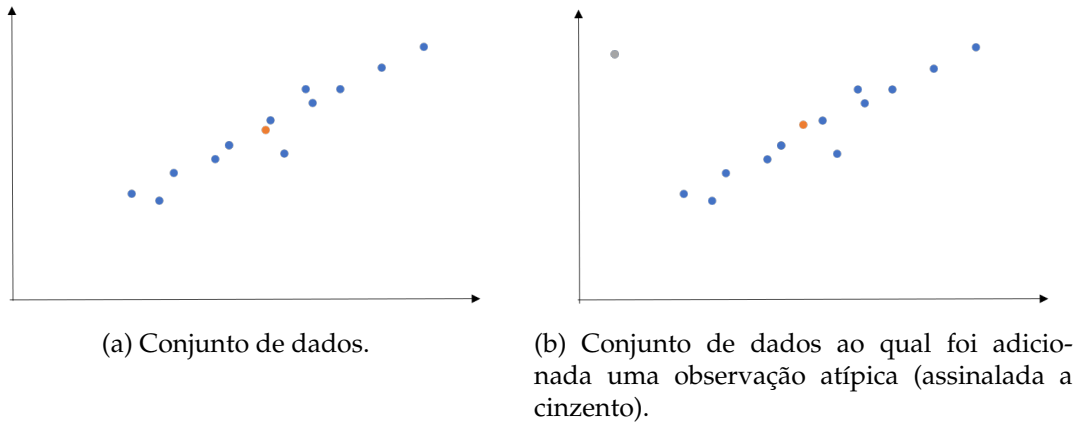 (a) Conjunto de dados.
(b) Conjunto de dados ao qual foi adicio-
nada uma observação atípica (assinalada a
cinzento).